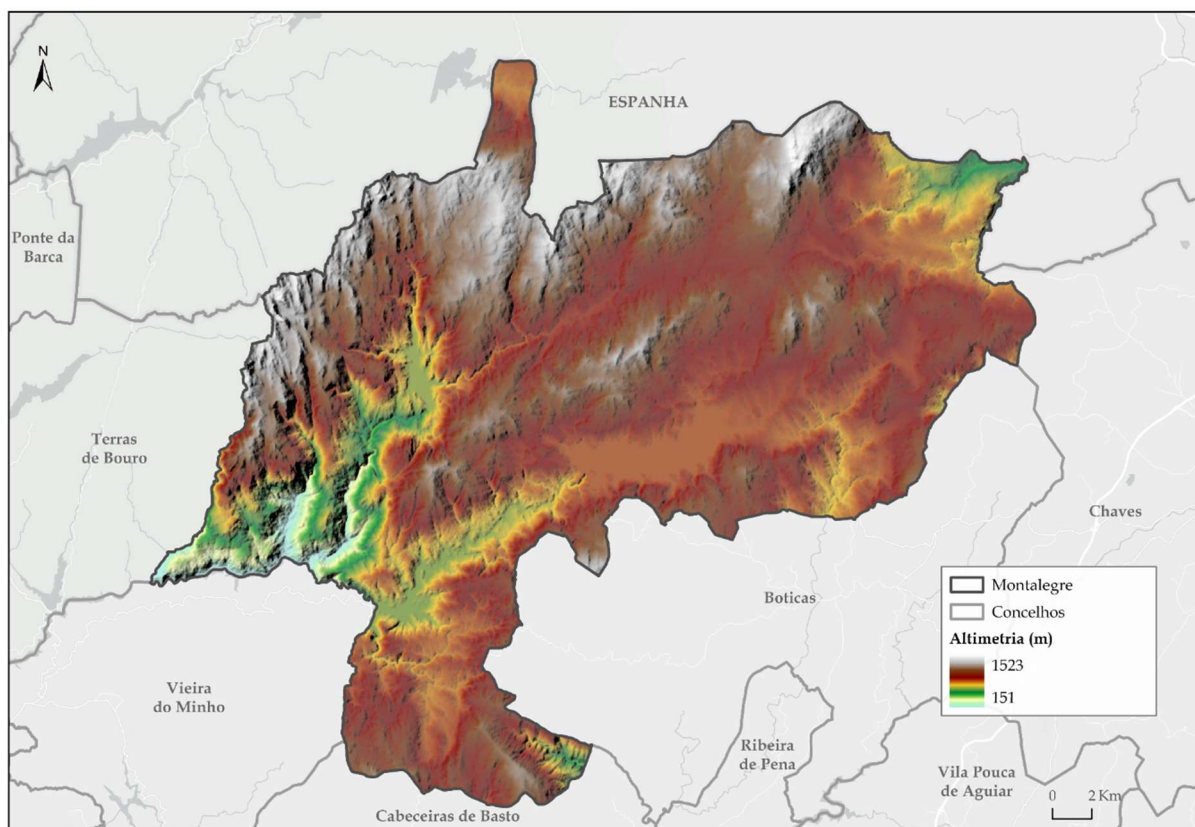 N
ESPANHA
Ponte da
Barca
Terras
de Bouro
Chaves
Boticas
Vieira
do Minho
Ribeira
de Pena
Vila Pouca
de Aguiar
Cabeceiras de Basto
Montalegre
Concelhos
Altimetria (m)
1523
151
0 2 Km